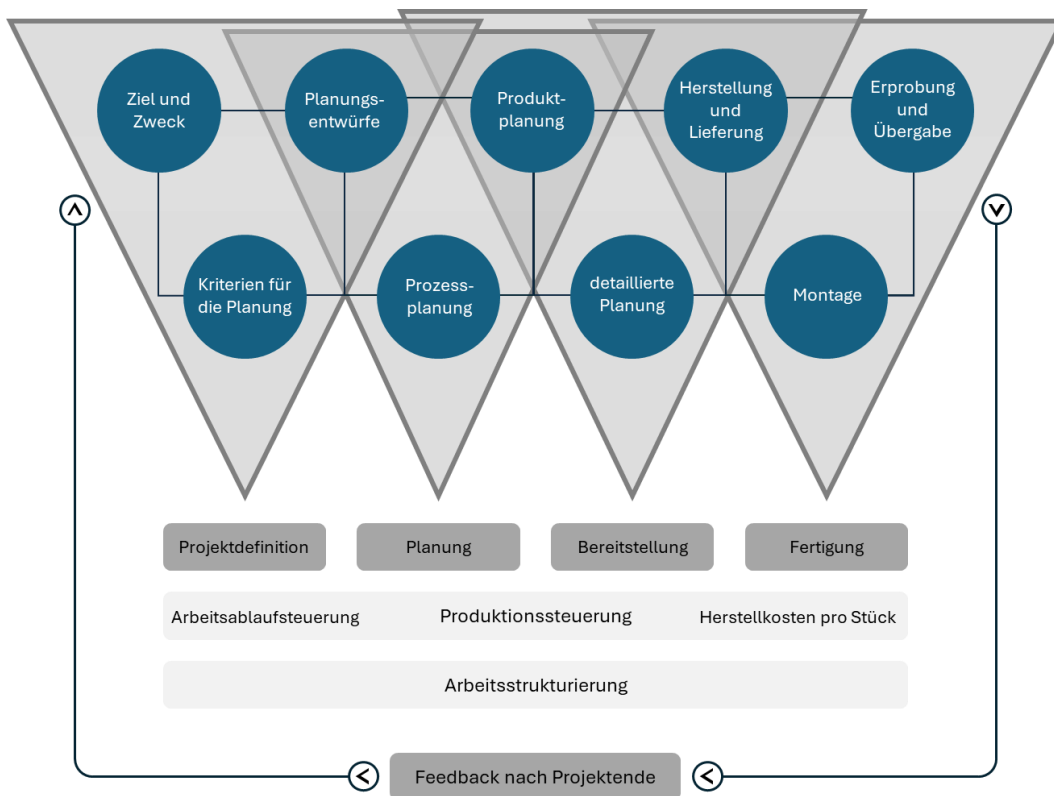 Ziel und
Zweck
Planungs-
entwürfe
Produkt-
planung
Herstellung
und
Lieferung
Erprobung
und
Übergabe
Kriterien für
die Planung
Prozess-
planung
detaillierte
Planung
Montage
Projektdefinition
Planung
Bereitstellung
Fertigung
Arbeitsablaufsteuerung
Produktionssteuerung
Herstellkosten pro Stück
Arbeitsstrukturierung
Feedback nach Projektende